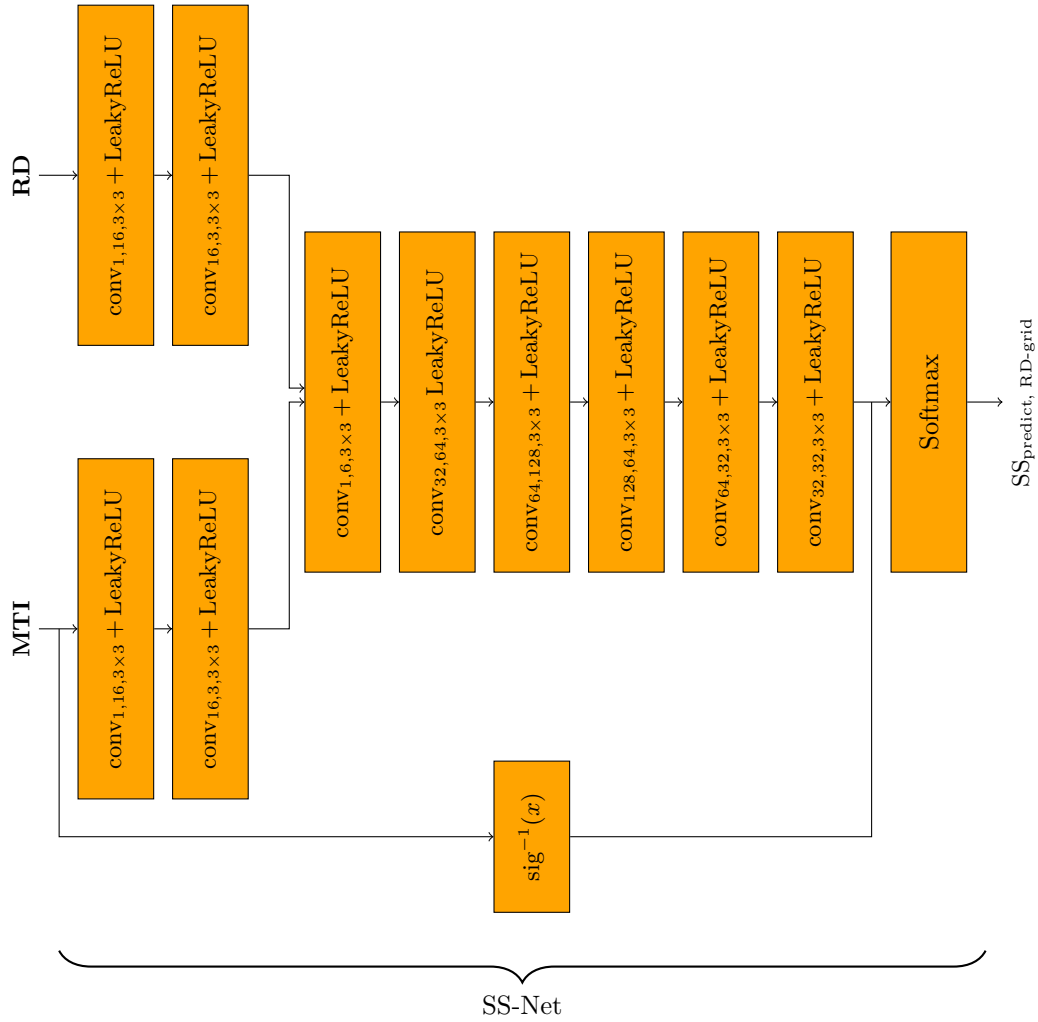 RD
conv1,16,3×3 + LeakyReLU
conv16,3,3×3 + LeakyReLU
MTI
conv1,16,3×3 + LeakyReLU
conv16,3,3×3 + LeakyReLU
conv1,6,3×3 + LeakyReLU
conv32,64,3×3 LeakyReLU
conv64,128,3×3 + LeakyReLU
conv128,64,3×3 + LeakyReLU
conv64,32,3×3 + LeakyReLU
conv32,32,3×3 + LeakyReLU
sig⁻¹(x)
Softmax
SSpredict, RD-grid
SS-Net